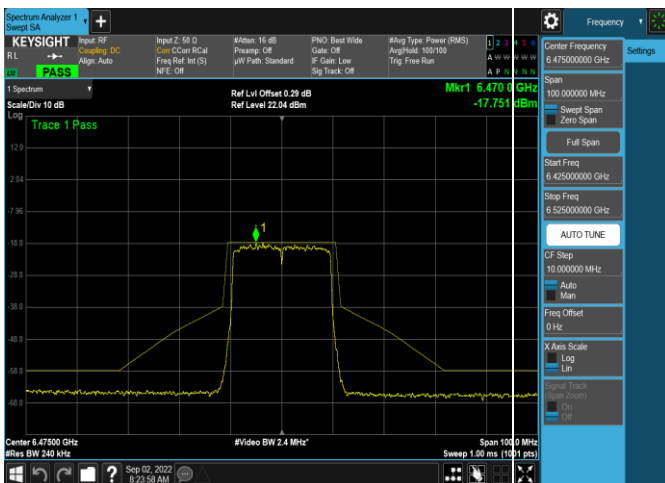 Spectrum Analyzer 1
Swept SA
+
Frequency
KEYSIGHT
R L
LW
PASS
Input: RF
Coupling: DC
Align: Auto
Input Z: 50 Ω
Corr CCorr RCal
Freq Ref: Int (S)
NFE: Off
#Atten: 16 dB
Preamp: Off
µW Path: Standard
PNO: Best Wide
Gate: Off
IF Gain: Low
Sig Track: Off
#Avg Type: Power (RMS)
Avg|Hold: 100/100
Trig: Free Run
1 2 3 4 5 6
A W W W W W
A P N N N N
1 Spectrum
Scale/Div 10 dB
Log
Ref Lvl Offset 0.29 dB
Ref Level 22.04 dBm
Mkr1 6.470 0 GHz
-17.751 dBm
Trace 1 Pass
12.0
2.04
-7.96
-18.0
-28.0
-38.0
-48.0
-58.0
-68.0
1
Center 6.47500 GHz
#Res BW 240 kHz
#Video BW 2.4 MHz*
Span 100.0 MHz
Sweep 1.00 ms (1001 pts)
Sep 02, 2022
8:23:58 AM
Center Frequency
6.475000000 GHz
Span
100.000000 MHz
Swept Span
Zero Span
Full Span
Start Freq
6.425000000 GHz
Stop Freq
6.525000000 GHz
AUTO TUNE
CF Step
10.000000 MHz
Auto
Man
Freq Offset
0 Hz
X Axis Scale
Log
Lin
Signal Track
(Span Zoom)
On
Off
Settings